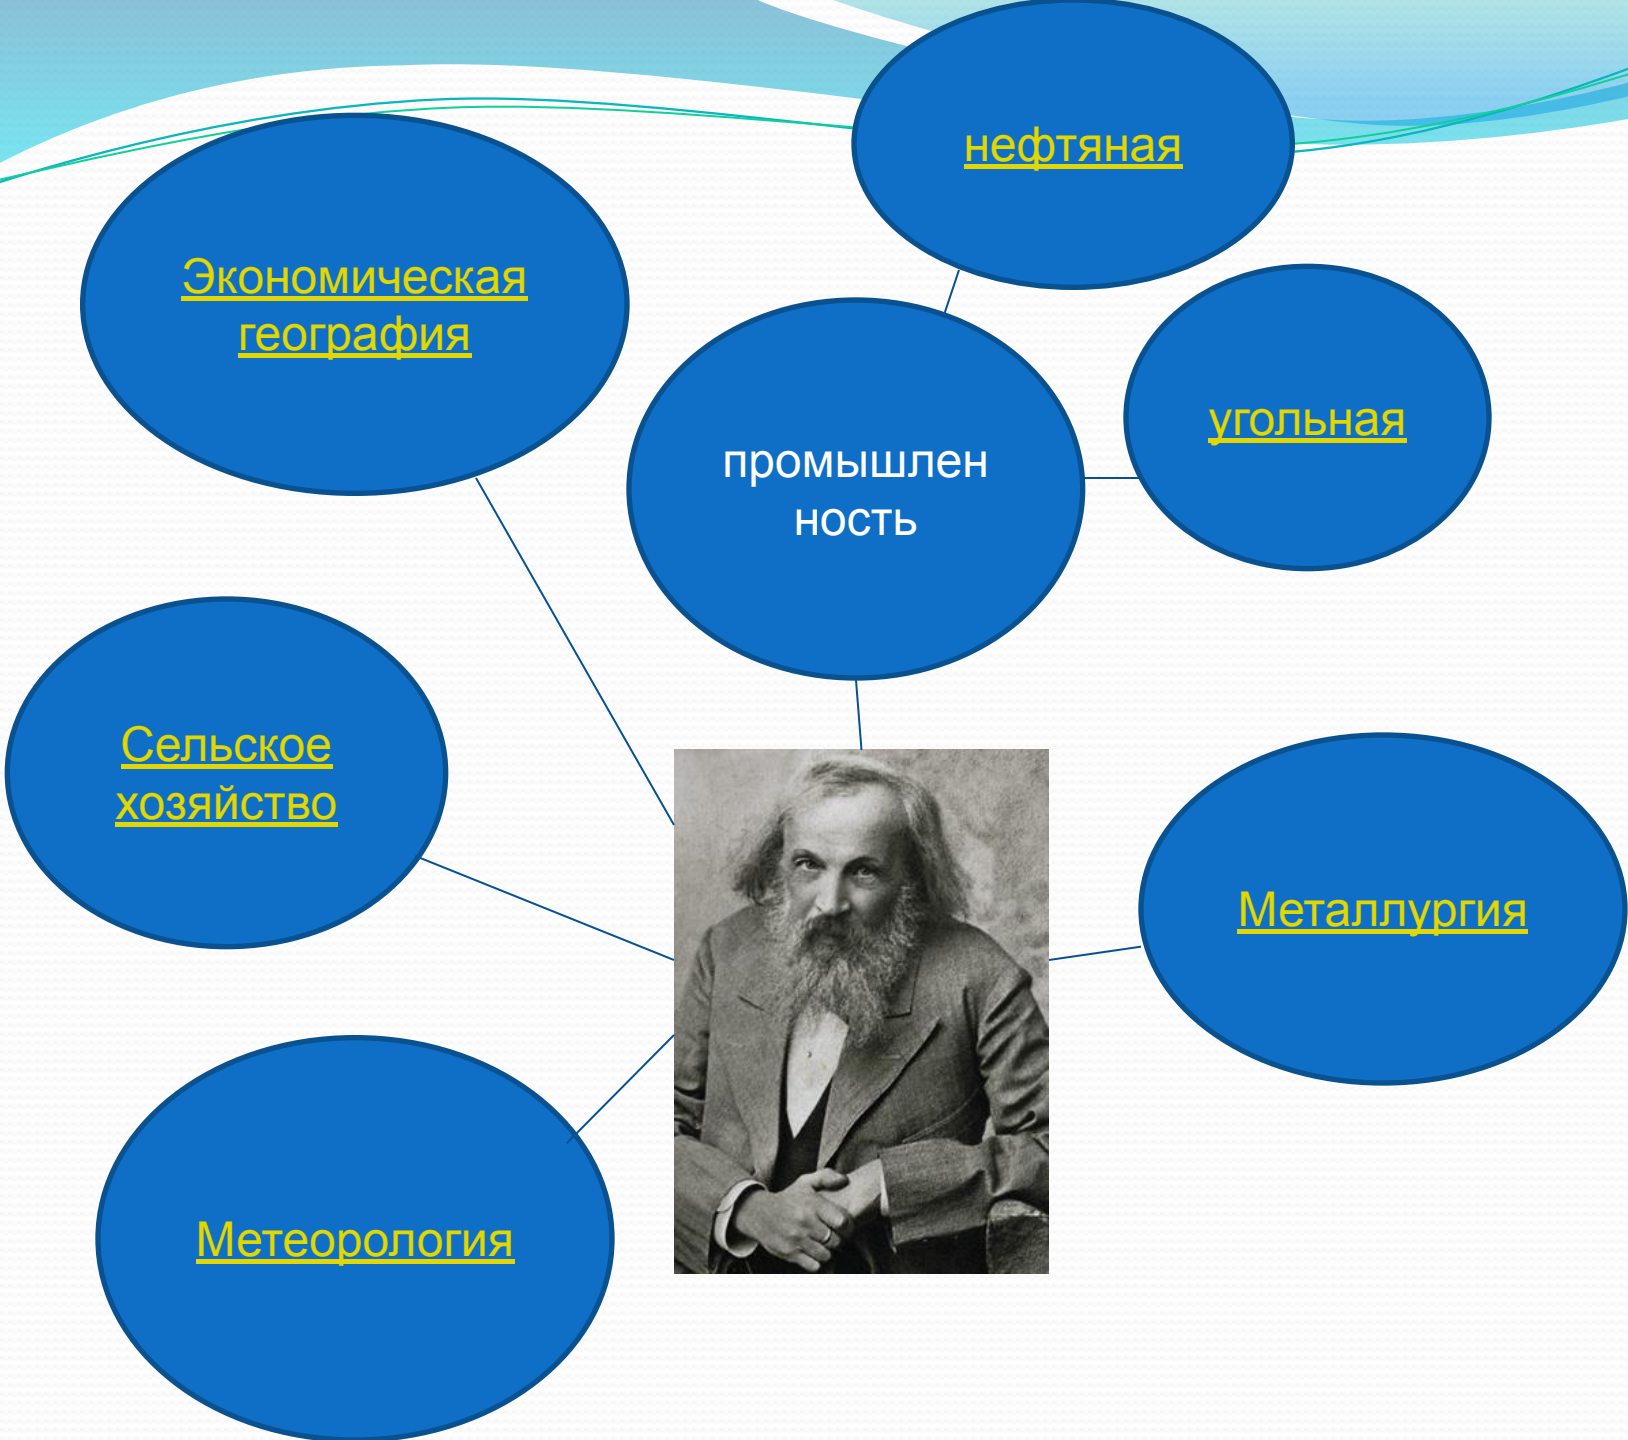 нефтяная
Экономическая
география
угольная
промышлен
ность
Сельское
хозяйство
Металлургия
Метеорология